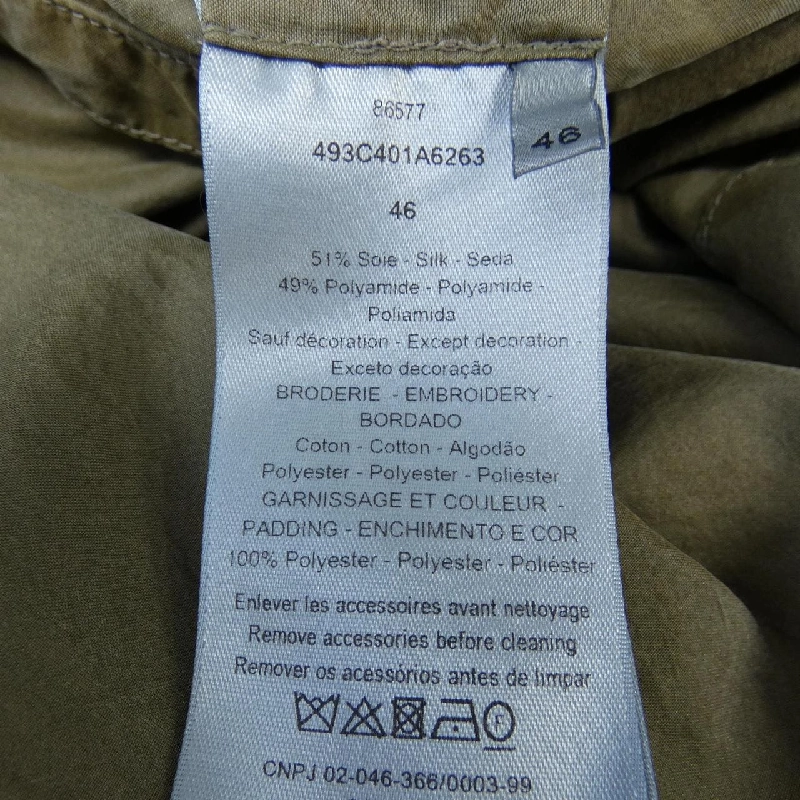 86577
46
493C401A6263
46
51% Soie - Silk - Seda
49% Polyamide - Polyamide -
Poliamida
Sauf décoration - Except decoration -
Exceto decoração
BRODERIE - EMBROIDERY -
BORDADO
Coton - Cotton - Algodão
Polyester - Polyester - Poliéster
GARNISSAGE ET COULEUR -
PADDING - ENCHIMENTO E COR
100% Polyester - Polyester - Poliéster
Enlever les accessoires avant nettoyage
Remove accessories before cleaning
Remover os acessórios antes de limpar
F
CNPJ 02-046-366/0003-99